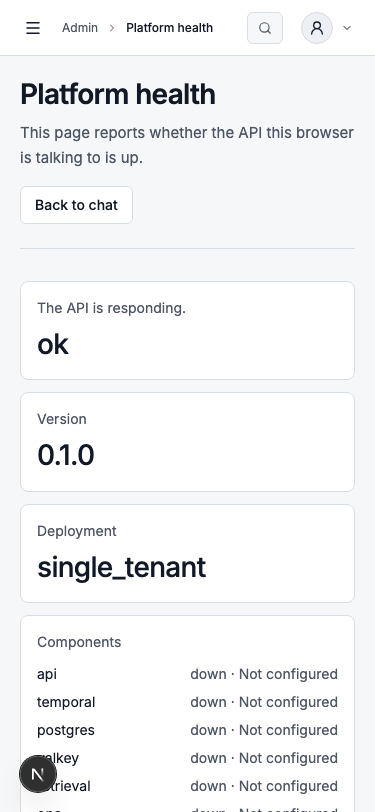 Admin > Platform health
Platform health
This page reports whether the API this browser
is talking to is up.
Back to chat
The API is responding.
ok
Version
0.1.0
Deployment
single_tenant
Components
api down · Not configured
temporal down · Not configured
postgres down · Not configured
down · Not configured
down · Not configured
N